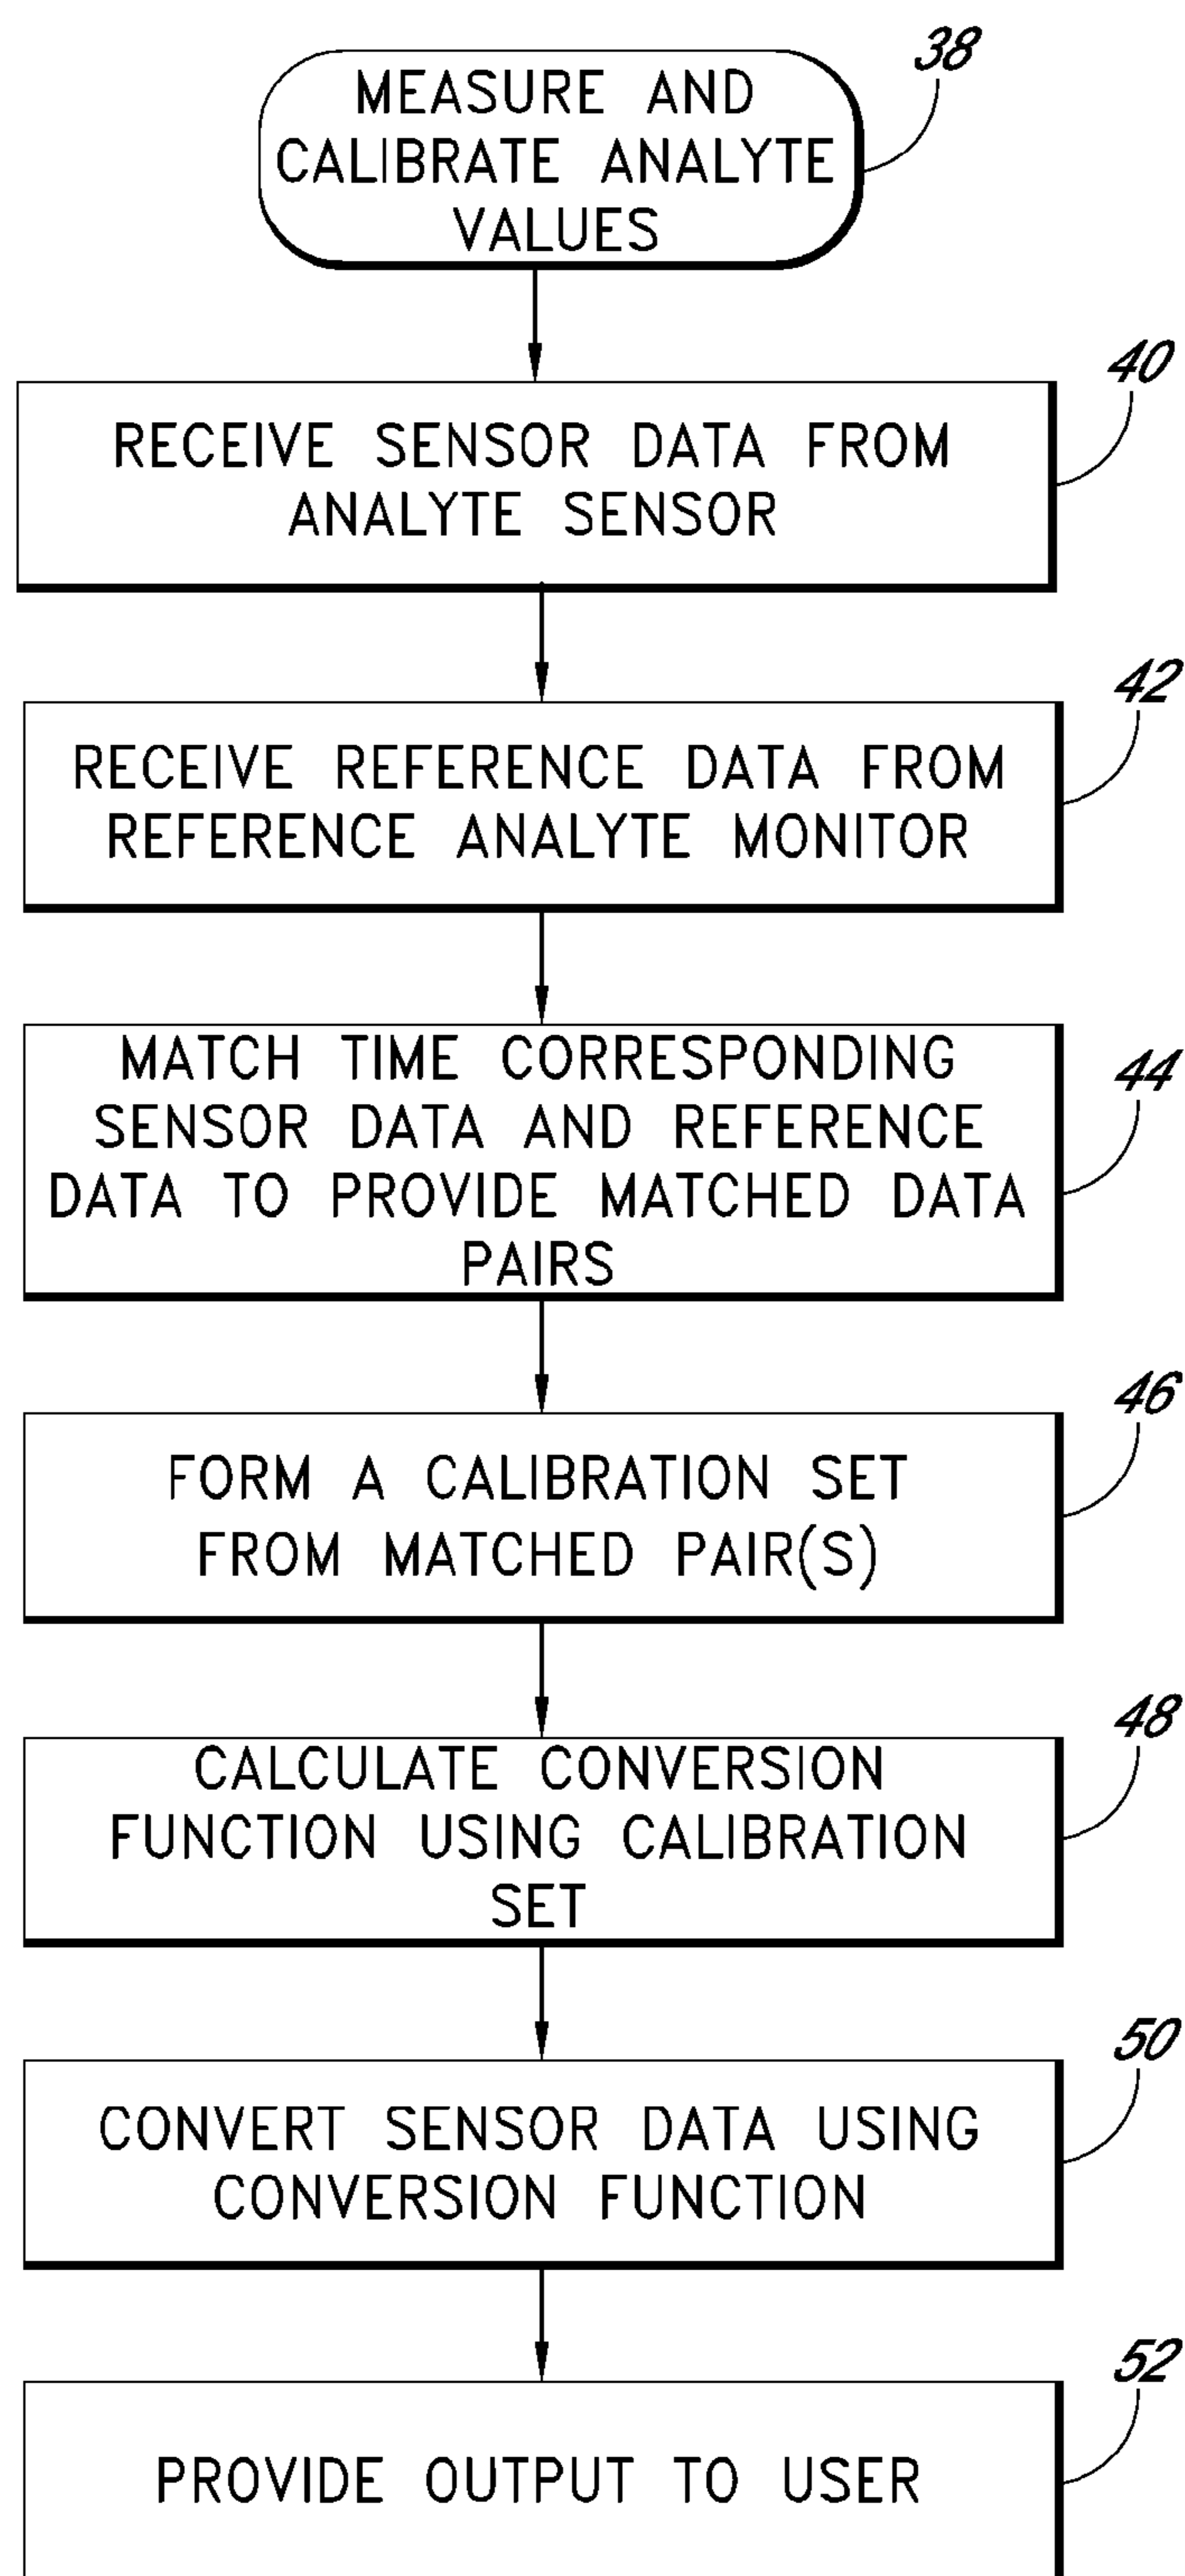 38
MEASURE AND
CALIBRATE ANALYTE
VALUES
40
RECEIVE SENSOR DATA FROM
ANALYTE SENSOR
42
RECEIVE REFERENCE DATA FROM
REFERENCE ANALYTE MONITOR
44
MATCH TIME CORRESPONDING
SENSOR DATA AND REFERENCE
DATA TO PROVIDE MATCHED DATA
PAIRS
46
FORM A CALIBRATION SET
FROM MATCHED PAIR(S)
48
CALCULATE CONVERSION
FUNCTION USING CALIBRATION
SET
50
CONVERT SENSOR DATA USING
CONVERSION FUNCTION
52
PROVIDE OUTPUT TO USER